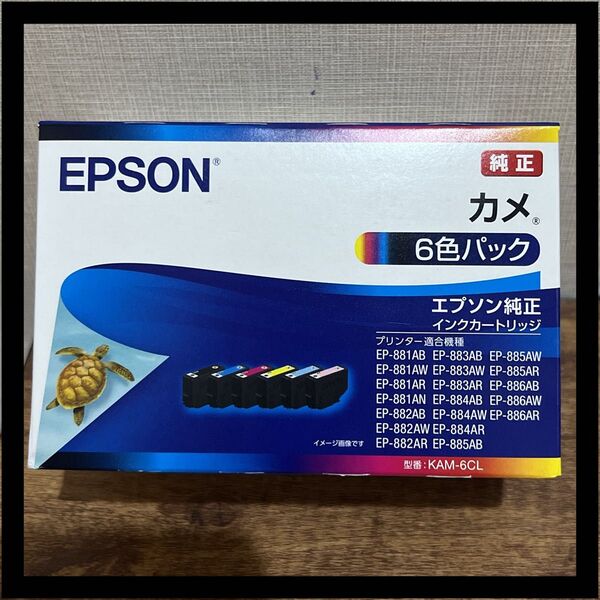 EPSON®
純正
カメ®
6色パック
エプソン純正
インクカートリッジ
プリンター適合機種
EP-881AB EP-883AB EP-885AW
EP-881AW EP-883AW EP-885AR
EP-881AR EP-883AR EP-886AB
EP-881AN EP-884AB EP-886AW
EP-882AB EP-884AW EP-886AR
EP-882AW EP-884AR
EP-882AR EP-885AB
イメージ画像です
型番:KAM-6CL